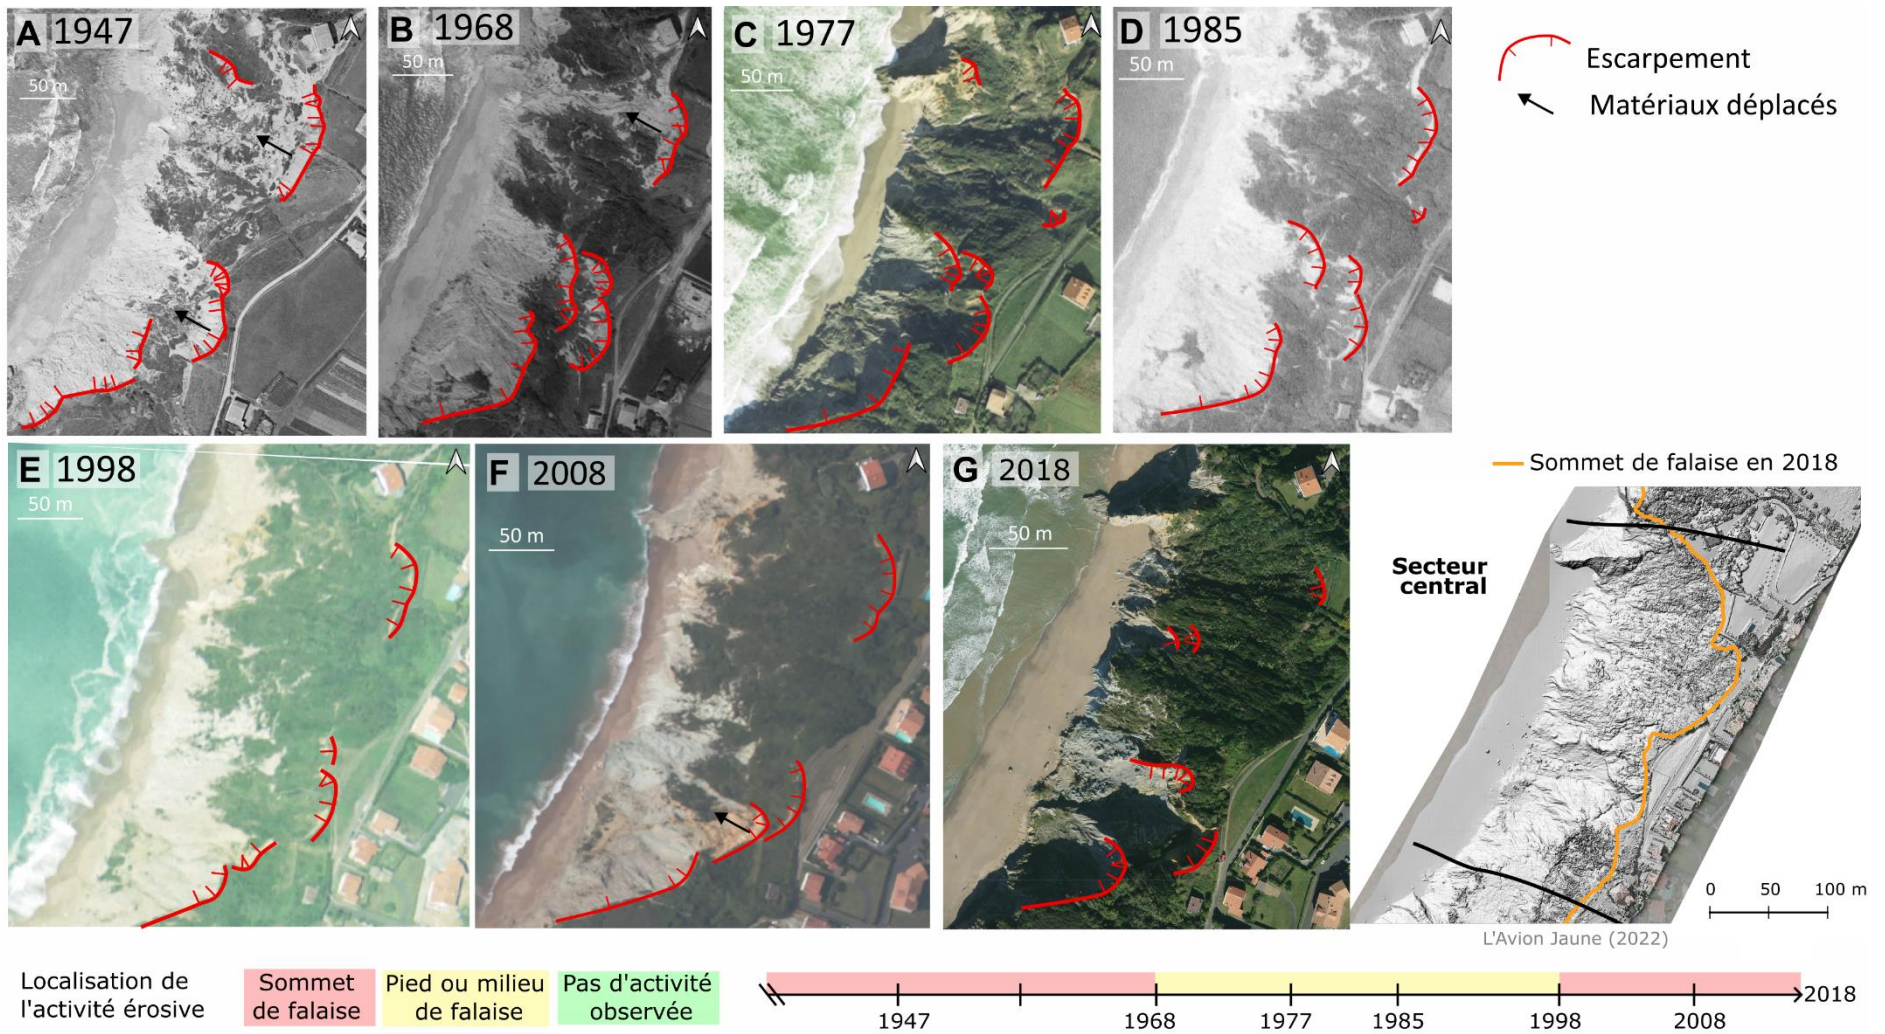 A 1947
50 m
B 1968
50 m
C 1977
50 m
D 1985
50 m
Escarpement
Matériaux déplacés
E 1998
50 m
F 2008
50 m
G 2018
50 m
Sommet de falaise en 2018
Secteur
central
0 50 100 m
L'Avion Jaune (2022)
Localisation de
l'activité érosive
Sommet
de falaise
Pied ou milieu
de falaise
Pas d'activité
observée
2018
1947 1968 1977 1985 1998 2008